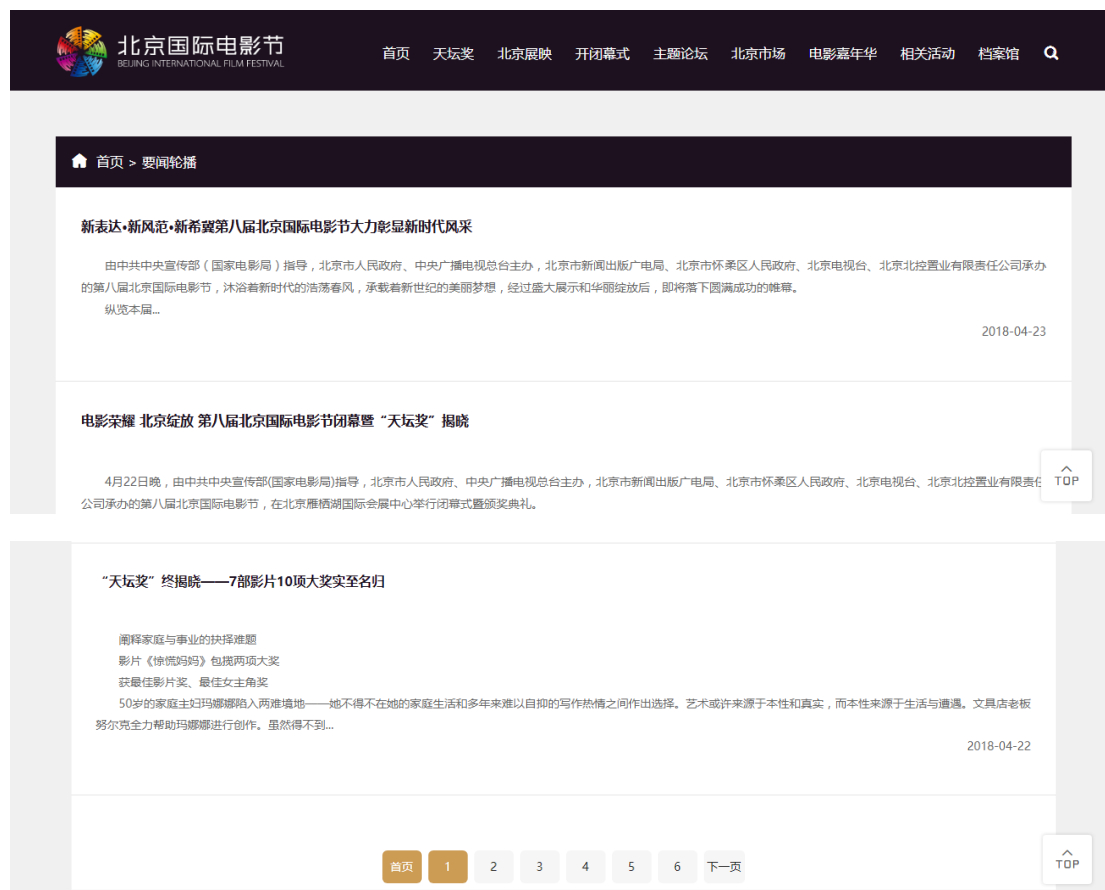 北京国际电影节
BEIJING INTERNATIONAL FILM FESTIVAL
首页 天坛奖 北京展映 开闭幕式 主题论坛 北京市场 电影嘉年华 相关活动 档案馆
首页 > 要闻轮播
新表达•新风范•新希冀第八届北京国际电影节大力彰显新时代风采
由中共中央宣传部（国家电影局）指导，北京市人民政府、中央广播电视总台主办，北京市新闻出版广电局、北京市怀柔区人民政府、北京电视台、北京北控置业有限责任公司承办
的第八届北京国际电影节，沐浴着新时代的浩荡春风，承载着新世纪的美丽梦想，经过盛大展示和华丽绽放后，即将落下圆满成功的帷幕。
纵览本届...
2018-04-23
电影荣耀 北京绽放 第八届北京国际电影节闭幕暨“天坛奖”揭晓
4月22日晚，由中共中央宣传部(国家电影局)指导，北京市人民政府、中央广播电视总台主办，北京市新闻出版广电局、北京市怀柔区人民政府、北京电视台、北京北控置业有限责任
公司承办的第八届北京国际电影节，在北京雁栖湖国际会展中心举行闭幕式暨颁奖典礼。
TOP
“天坛奖”终揭晓——7部影片10项大奖实至名归
阐释家庭与事业的抉择难题
影片《惊慌妈妈》包揽两项大奖
获最佳影片奖、最佳女主角奖
50岁的家庭主妇玛娜娜陷入两难境地——她不得不在她的家庭生活和多年来难以自抑的写作热情之间作出选择。艺术或许来源于本性和真实，而本性来源于生活与遭遇。文具店老板
努尔克全力帮助玛娜娜进行创作。虽然得不到...
2018-04-22
首页 1 2 3 4 5 6 下一页
TOP